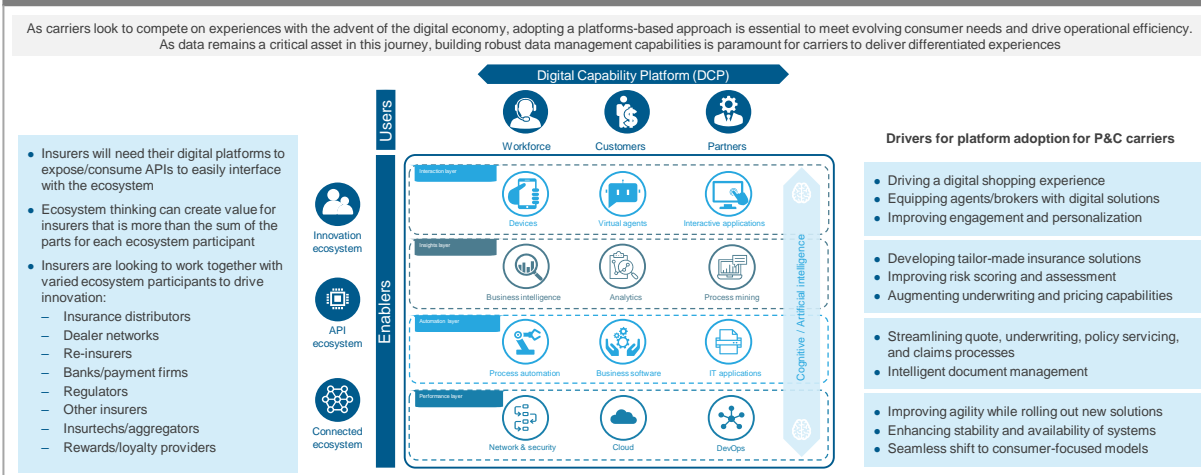 As carriers look to compete on experiences with the advent of the digital economy, adopting a platforms-based approach is essential to meet evolving consumer needs and drive operational efficiency.
As data remains a critical asset in this journey, building robust data management capabilities is paramount for carriers to deliver differentiated experiences
● Insurers will need their digital platforms to
expose/consume APIs to easily interface
with the ecosystem
● Ecosystem thinking can create value for
insurers that is more than the sum of the
parts for each ecosystem participant
● Insurers are looking to work together with
varied ecosystem participants to drive
innovation:
– Insurance distributors
– Dealer networks
– Re-insurers
– Banks/payment firms
– Regulators
– Other insurers
– Insurtechs/aggregators
– Rewards/loyalty providers
Innovation
ecosystem
API
ecosystem
Connected
ecosystem
Digital Capability Platform (DCP)
Users
Workforce
Customers
Partners
Enablers
Interaction layer
Devices
Virtual agents
Interactive applications
Insights layer
Business intelligence
Analytics
Process mining
Automation layer
Process automation
Business software
IT applications
Performance layer
Network & security
Cloud
DevOps
Cognitive / Artificial intelligence
Drivers for platform adoption for P&C carriers
● Driving a digital shopping experience
● Equipping agents/brokers with digital solutions
● Improving engagement and personalization
● Developing tailor-made insurance solutions
● Improving risk scoring and assessment
● Augmenting underwriting and pricing capabilities
● Streamlining quote, underwriting, policy servicing,
and claims processes
● Intelligent document management
● Improving agility while rolling out new solutions
● Enhancing stability and availability of systems
● Seamless shift to consumer-focused models